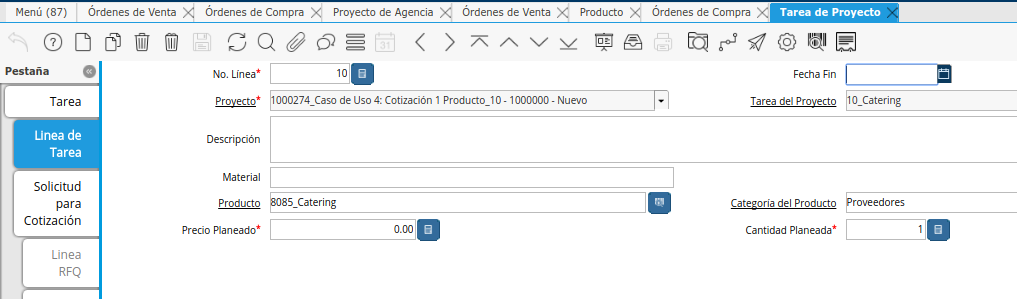 Menú (87) Órdenes de Venta Órdenes de Compra Proyecto de Agencia Órdenes de Venta Producto Órdenes de Compra Tarea de Proyecto
31
Pestaña
Tarea
Linea de
Tarea
Solicitud
para
Cotización
Linea
RFQ
No. Línea* 10 Fecha Fin
Proyecto* 1000274_Caso de Uso 4: Cotización 1 Producto_10 - 1000000 - Nuevo Tarea del Proyecto 10_Catering
Descripción
Material
Producto 8085_Catering Categoría del Producto Proveedores
Precio Planeado* 0.00 Cantidad Planeada* 1